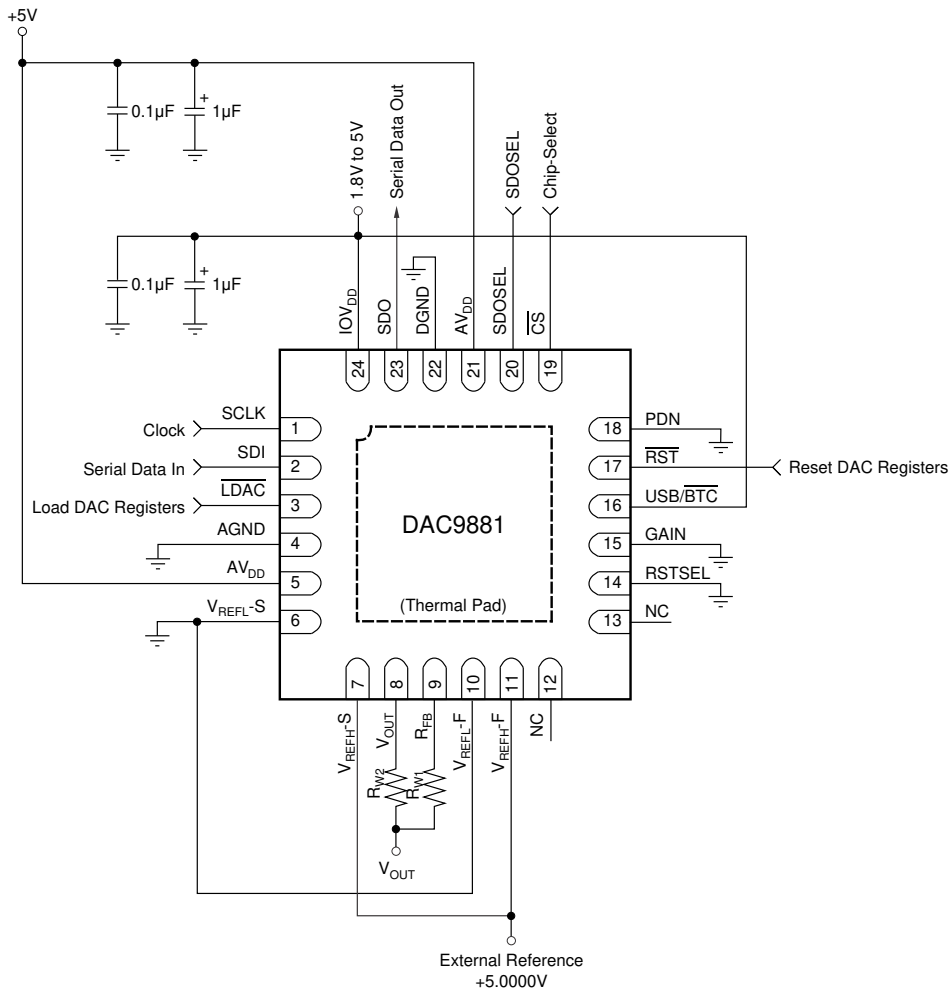 +5V
0.1μF
+
1μF
0.1μF
+
1μF
1.8V to 5V
Serial Data Out
SDOSEL
Chip-Select
IOVDD
SDO
DGND
AVDD
SDOSEL
CS
24
23
22
21
20
19
Clock
SCLK
1
Serial Data In
SDI
2
Load DAC Registers
LDAC
3
AGND
4
AVDD
5
VREFL-S
6
DAC9881
(Thermal Pad)
18
PDN
17
RST
Reset DAC Registers
16
USB/BTC
15
GAIN
14
RSTSEL
13
NC
7
8
9
10
11
12
VREFH-S
VOUT
RFB
VREFL-F
VREFH-F
NC
RW2
RW1
VOUT
External Reference
+5.0000V